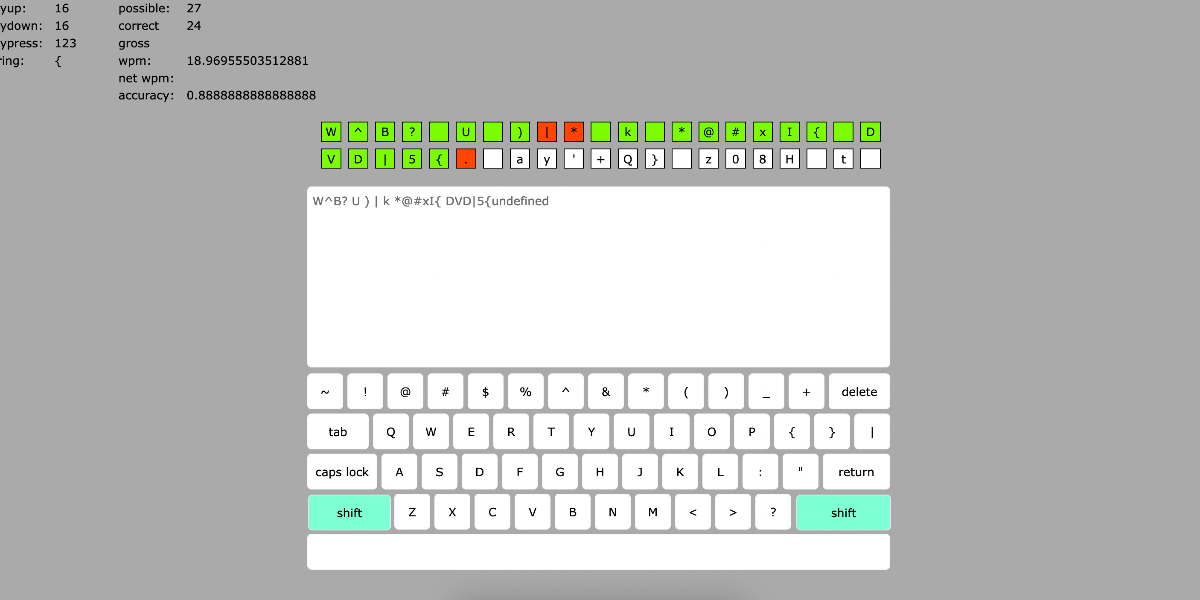 yup: 16 possible: 27
ydown: 16 correct 24
ypress: 123 gross
ring: { wpm: 18.96955503512881
net wpm:
accuracy: 0.8888888888888888
W ^ B ? U ) | * k * @ # x I { D
V D | 5 { . a y ' + Q } z 0 8 H t
W^B? U ) | k *@#xI{ DVD|5{undefined
~ ! @ # $ % ^ & * ( ) _ + delete
tab Q W E R T Y U I O P { } |
caps lock A S D F G H J K L : " return
shift Z X C V B N M < > ? shift